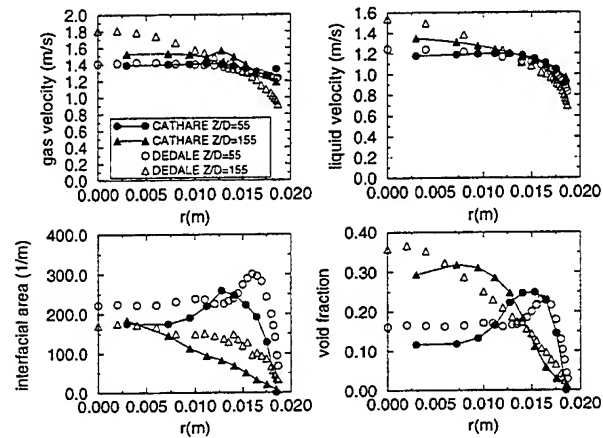 gas velocity (m/s)
2.0
1.8
1.6
1.4
1.2
1.0
0.8
0.6
0.4
0.2
0.0
CATHARE Z/D=55
CATHARE Z/D=155
DEDALE Z/D=55
DEDALE Z/D=155
0.000 0.005 0.010 0.015 0.020
r(m)
liquid velocity (m/s)
1.6
1.4
1.2
1.0
0.8
0.6
0.4
0.2
0.0
0.000 0.005 0.010 0.015 0.020
r(m)
interfacial area (1/m)
400.0
300.0
200.0
100.0
0.0
0.000 0.005 0.010 0.015 0.020
r(m)
void fraction
0.40
0.30
0.20
0.10
0.00
0.000 0.005 0.010 0.015 0.020
r(m)